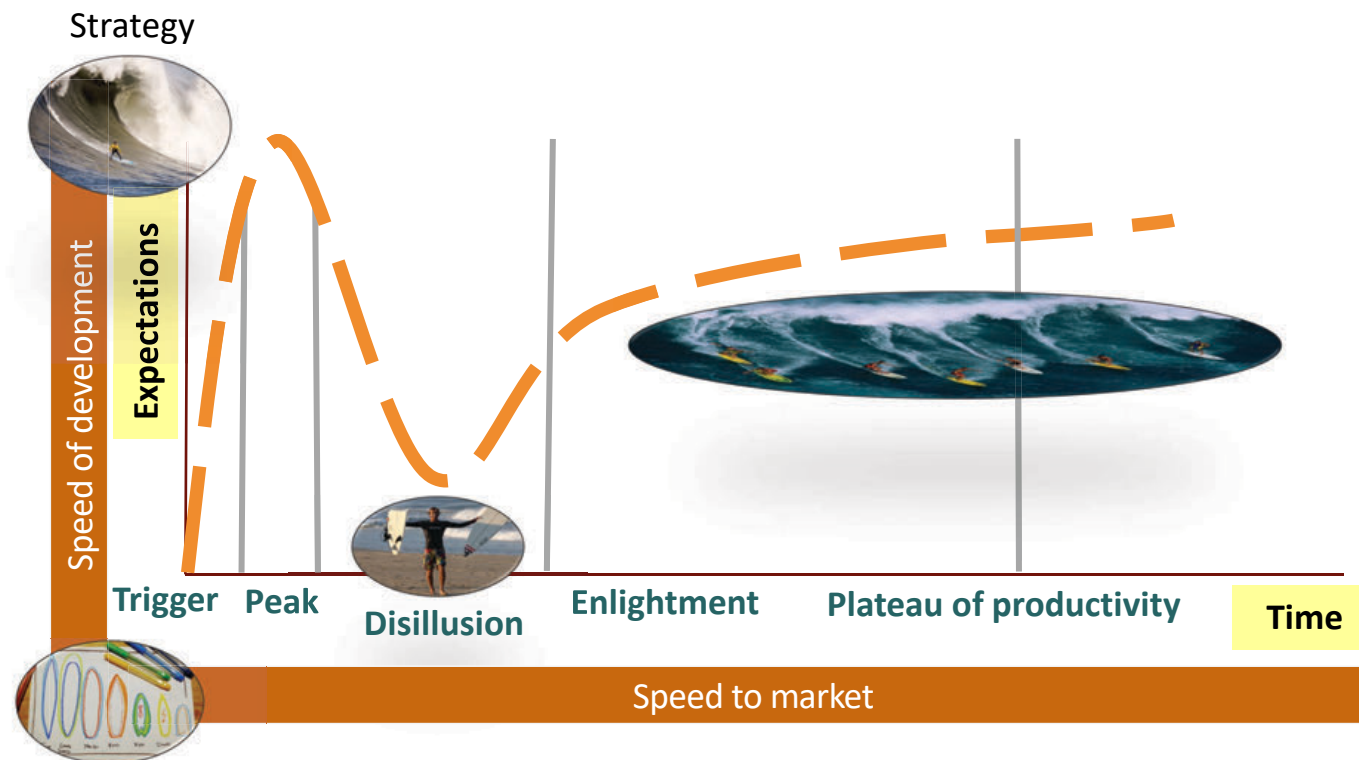 Strategy
Speed of development
Expectations
Trigger
Peak
Disillusion
Enlightment
Plateau of productivity
Time
Speed to market